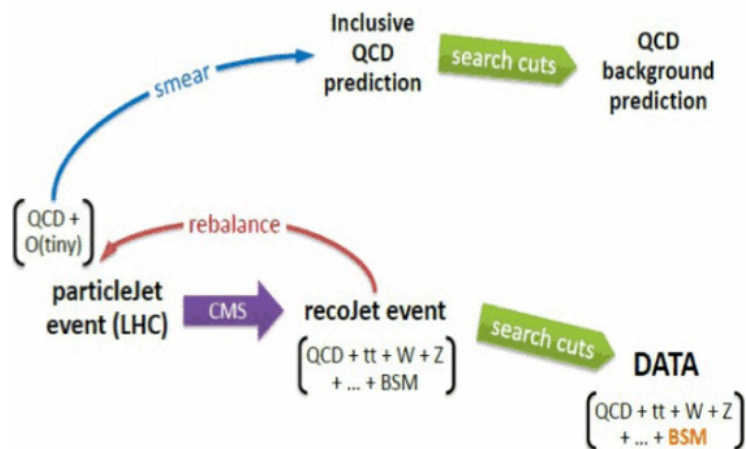 Inclusive
QCD
prediction
search cuts
QCD
background
prediction
smear
QCD +
O(tiny)
rebalance
particleJet
event (LHC)
CMS
recoJet event
QCD + tt + W + Z
+ ... + BSM
search cuts
DATA
QCD + tt + W + Z
+ ... + BSM